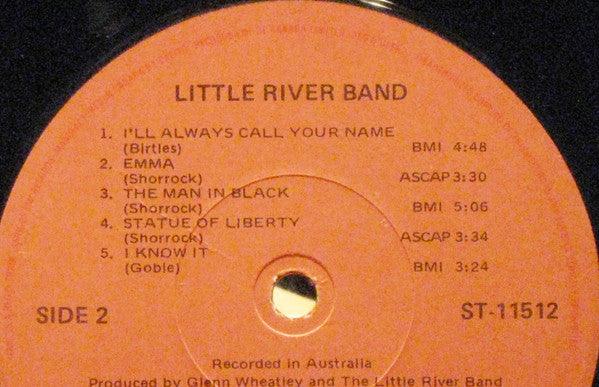 LITTLE RIVER BAND
1. I'LL ALWAYS CALL YOUR NAME
(Birtles) BMI 4:48
2. EMMA
(Shorrock) ASCAP 3:30
3. THE MAN IN BLACK
(Shorrock) BMI 5:06
4. STATUE OF LIBERTY
(Shorrock) ASCAP 3:34
5. I KNOW IT
(Goble) BMI 3:24
SIDE 2 ST-11512
Recorded in Australia
Produced by Glenn Wheatley and The Little River Band